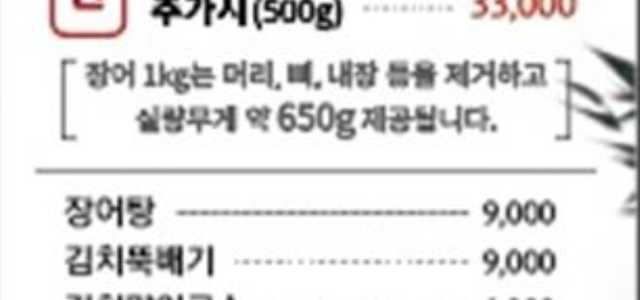 추가시(500g) 33,000
[장어 1kg는 머리, 뼈, 내장 등을 제거하고
실량무게 약 650g 제공됩니다.]
장어탕 9,000
김치뚝배기 9,000